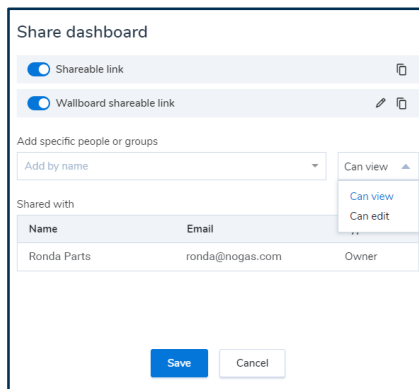 Share dashboard
Shareable link
Wallboard shareable link
Add specific people or groups
Add by name
Can view
Can view
Can edit
Shared with
Name Email
Ronda Parts ronda@nogas.com Owner
Save Cancel